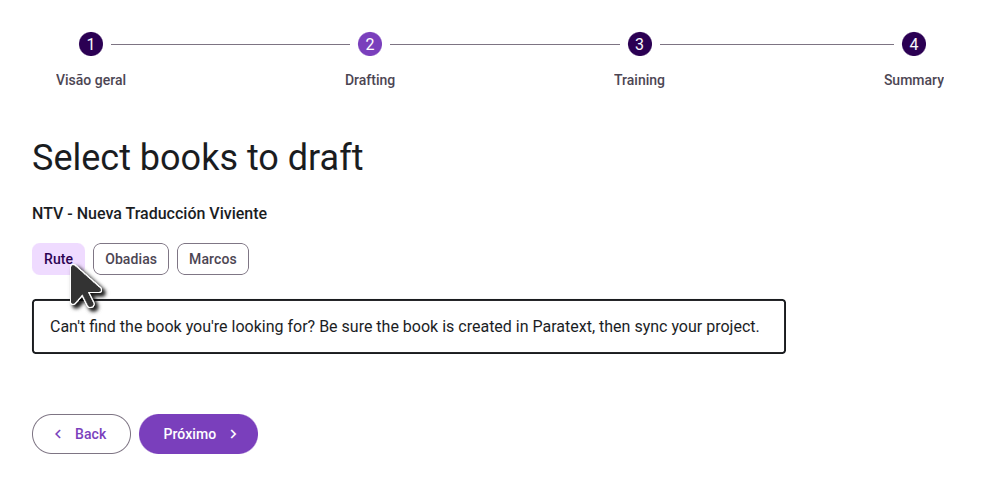 1 2 3 4
Visão geral Drafting Training Summary
Select books to draft
NTV - Nueva Traducción Viviente
Rute Obadias Marcos
Can't find the book you're looking for? Be sure the book is created in Paratext, then sync your project.
Back Próximo